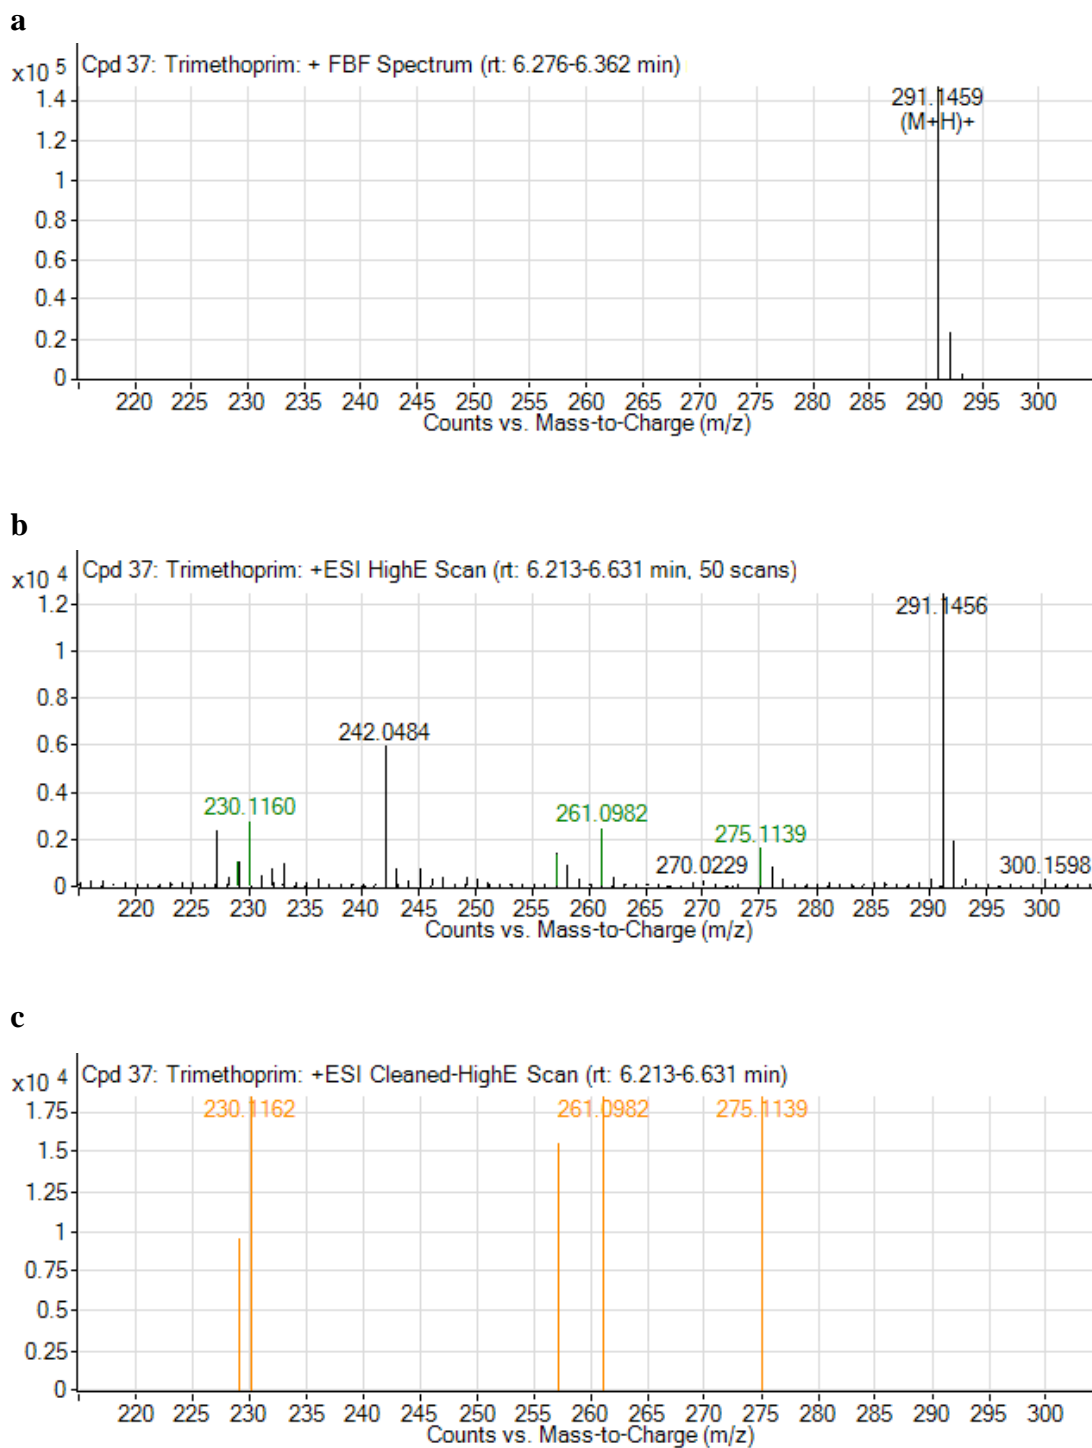 a
x10 5 Cpd 37: Trimethoprim: + FBF Spectrum (rt: 6.276-6.362 min)
291.1459
(M+H)+
1.4
1.2
1
0.8
0.6
0.4
0.2
0
220 225 230 235 240 245 250 255 260 265 270 275 280 285 290 295 300
Counts vs. Mass-to-Charge (m/z)
b
x10 4 Cpd 37: Trimethoprim: +ESI HighE Scan (rt: 6.213-6.631 min, 50 scans)
1.2 291.1456
1
0.8
242.0484
0.6
0.4
230.1160 261.0982
275.1139
0.2 270.0229 300.1598
0
220 225 230 235 240 245 250 255 260 265 270 275 280 285 290 295 300
Counts vs. Mass-to-Charge (m/z)
c
x10 4 Cpd 37: Trimethoprim: +ESI Cleaned-HighE Scan (rt: 6.213-6.631 min)
1.75 230.1162 261.0982 275.1139
1.5
1.25
1
0.75
0.5
0.25
0
220 225 230 235 240 245 250 255 260 265 270 275 280 285 290 295 300
Counts vs. Mass-to-Charge (m/z)